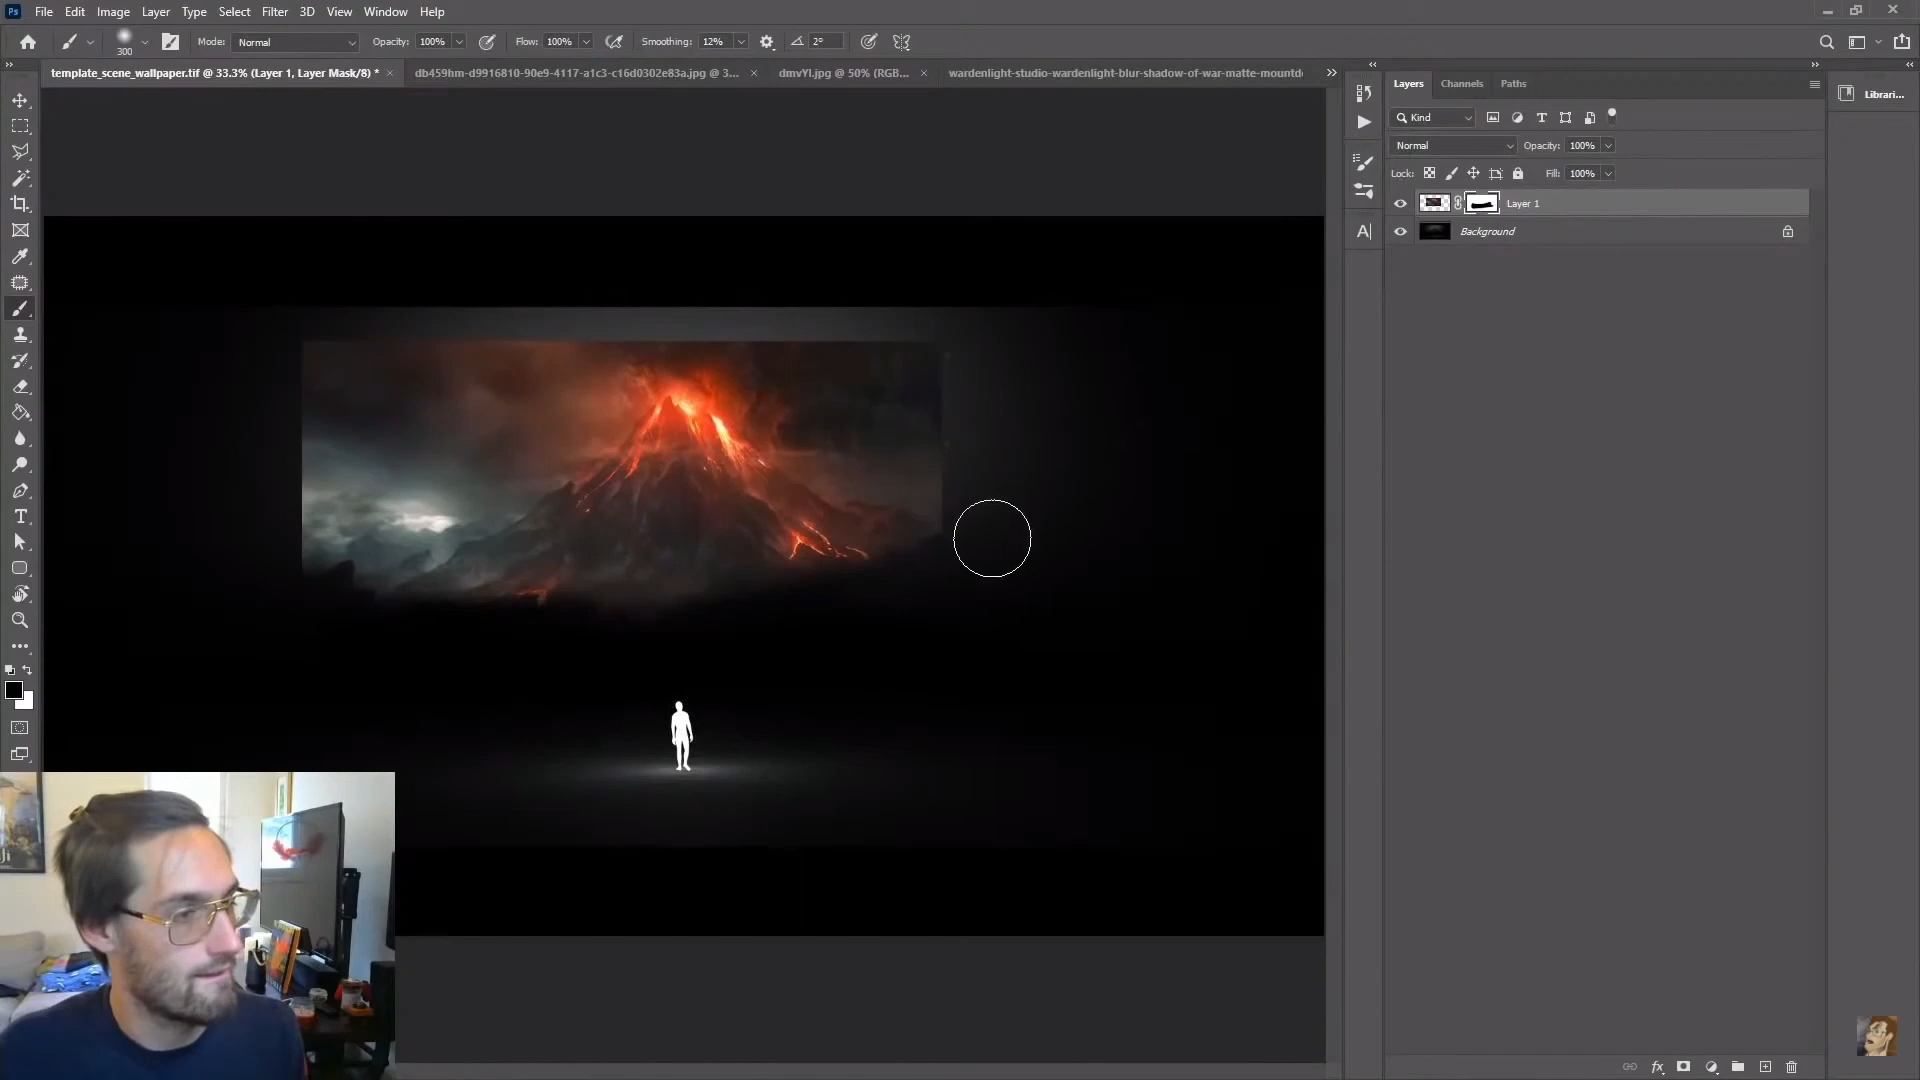 Ps File Edit Image Layer Type Select Filter 3D View Window Help
300 Mode: Normal Opacity: 100% Flow: 100% Smoothing: 12% 2°
template_scene_wallpaper.tif @ 33.3% (Layer 1, Layer Mask/8) * × db459hm-d9916810-90e9-4117-a1c3-c16d0302e83a.jpg @ 3... × dmvYI.jpg @ 50% (RGB... × wardenlight-studio-wardenlight-blur-shadow-of-war-matte-mountd
Layers Channels Paths
Librari...
Kind
Normal Opacity: 100%
Lock: Fill: 100%
Layer 1
Background